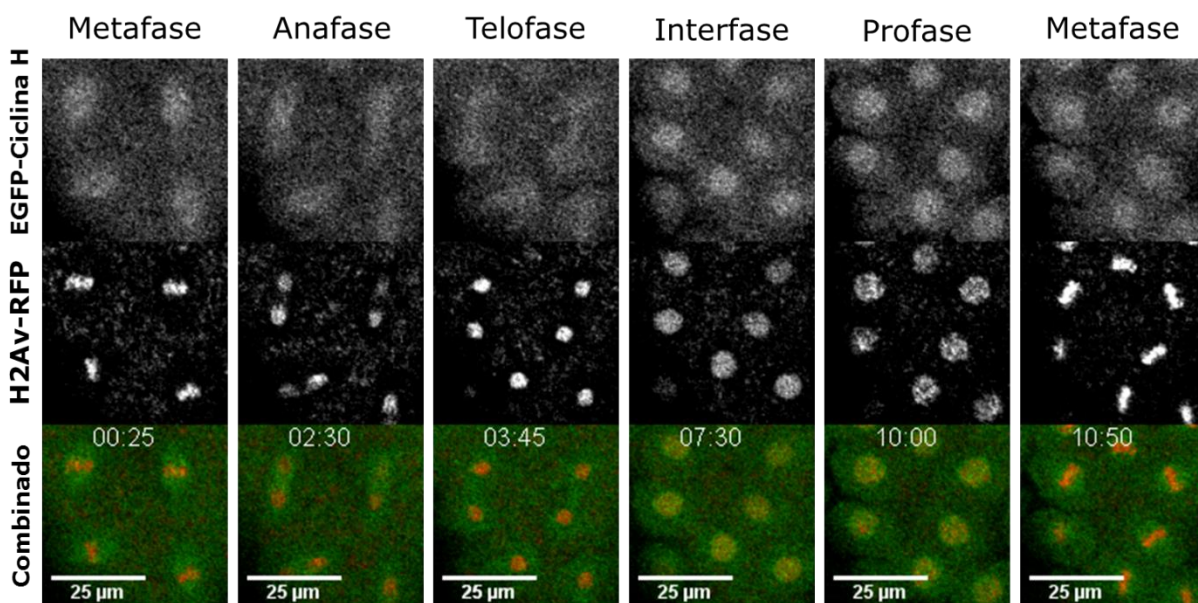 Metafase Anafase Telofase Interfase Profase Metafase
EGFP-Ciclina H
H2Av-RFP
Combinado
00:25 02:30 03:45 07:30 10:00 10:50
25 µm 25 µm 25 µm 25 µm 25 µm 25 µm